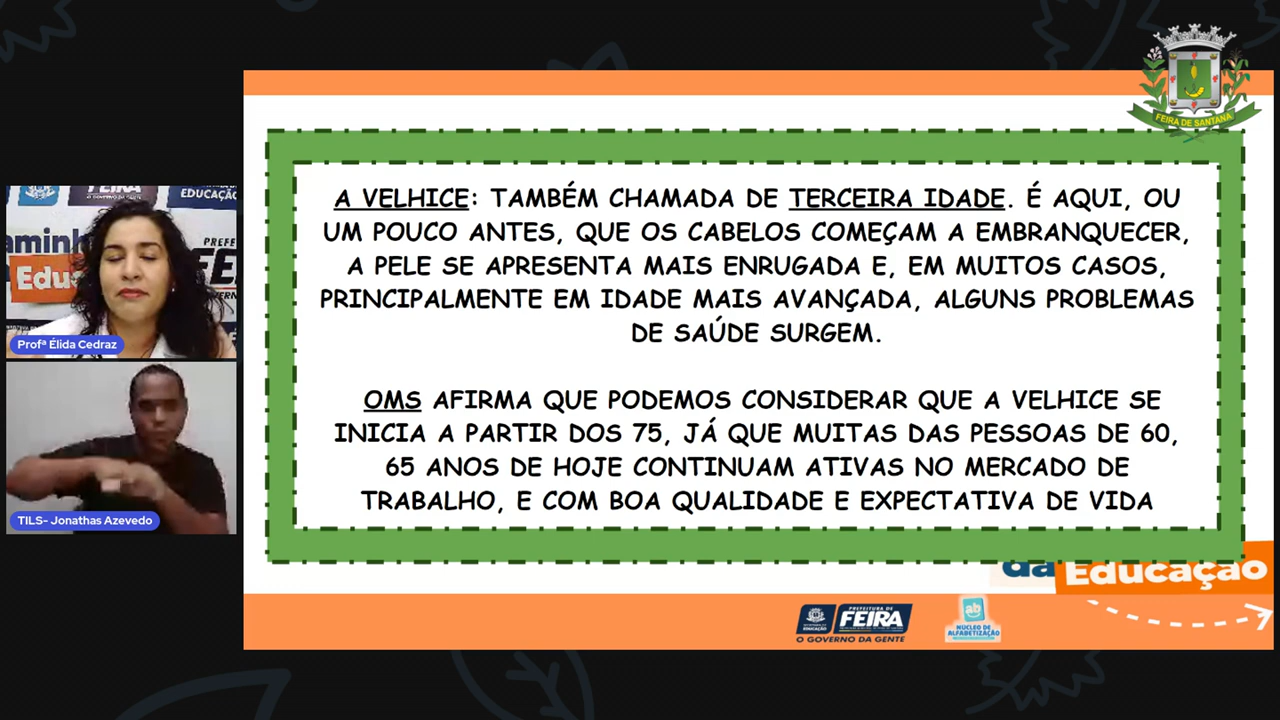 FEIRA DE SANTANA
A VELHICE: TAMBÉM CHAMADA DE TERCEIRA IDADE. É AQUI, OU
UM POUCO ANTES, QUE OS CABELOS COMEÇAM A EMBRANQUECER,
A PELE SE APRESENTA MAIS ENRUGADA E, EM MUITOS CASOS,
PRINCIPALMENTE EM IDADE MAIS AVANÇADA, ALGUNS PROBLEMAS
DE SAÚDE SURGEM.
OMS AFIRMA QUE PODEMOS CONSIDERAR QUE A VELHICE SE
INICIA A PARTIR DOS 75, JÁ QUE MUITAS DAS PESSOAS DE 60,
65 ANOS DE HOJE CONTINUAM ATIVAS NO MERCADO DE
TRABALHO, E COM BOA QUALIDADE E EXPECTATIVA DE VIDA
Profª Élida Cedraz
TILS- Jonathas Azevedo
da Educação
PREFEITURA DE
FEIRA
EDUCAÇÃO
O GOVERNO DA GENTE
ab
NÚCLEO DE
ALFABETIZAÇÃO